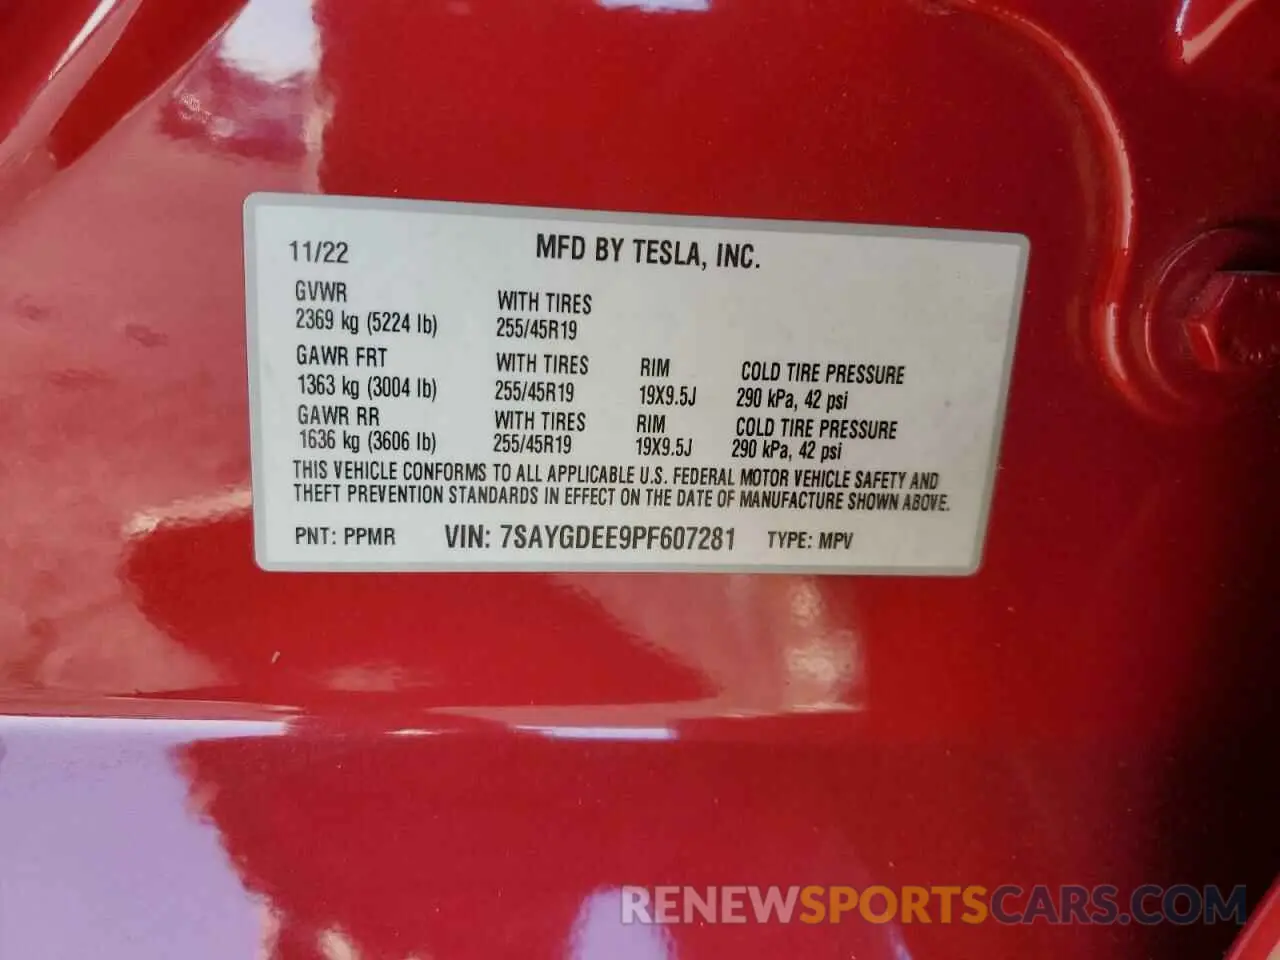 11/22 MFD BY TESLA, INC.
GVWR WITH TIRES
2369 kg (5224 lb) 255/45R19
GAWR FRT WITH TIRES RIM COLD TIRE PRESSURE
1363 kg (3004 lb) 255/45R19 19X9.5J 290 kPa, 42 psi
GAWR RR WITH TIRES RIM COLD TIRE PRESSURE
1636 kg (3606 lb) 255/45R19 19X9.5J 290 kPa, 42 psi
THIS VEHICLE CONFORMS TO ALL APPLICABLE U.S. FEDERAL MOTOR VEHICLE SAFETY AND
THEFT PREVENTION STANDARDS IN EFFECT ON THE DATE OF MANUFACTURE SHOWN ABOVE.
PNT: PPMR VIN: 7SAYGDEE9PF607281 TYPE: MPV
RENEWSPORTSCARS.COM